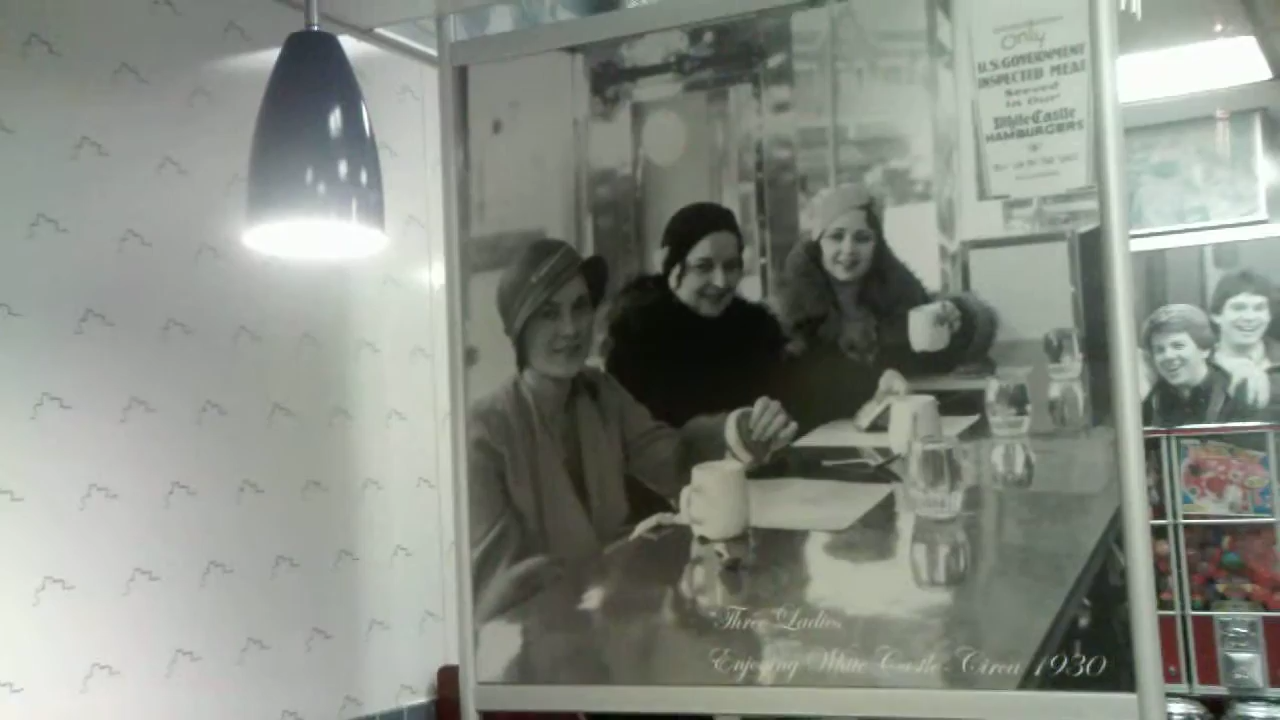 Only
U.S. GOVERNMENT
INSPECTED MEAT
Served
in Our
White Castle
HAMBURGERS
"Three Ladies
Enjoying White Castle-Circa 1930